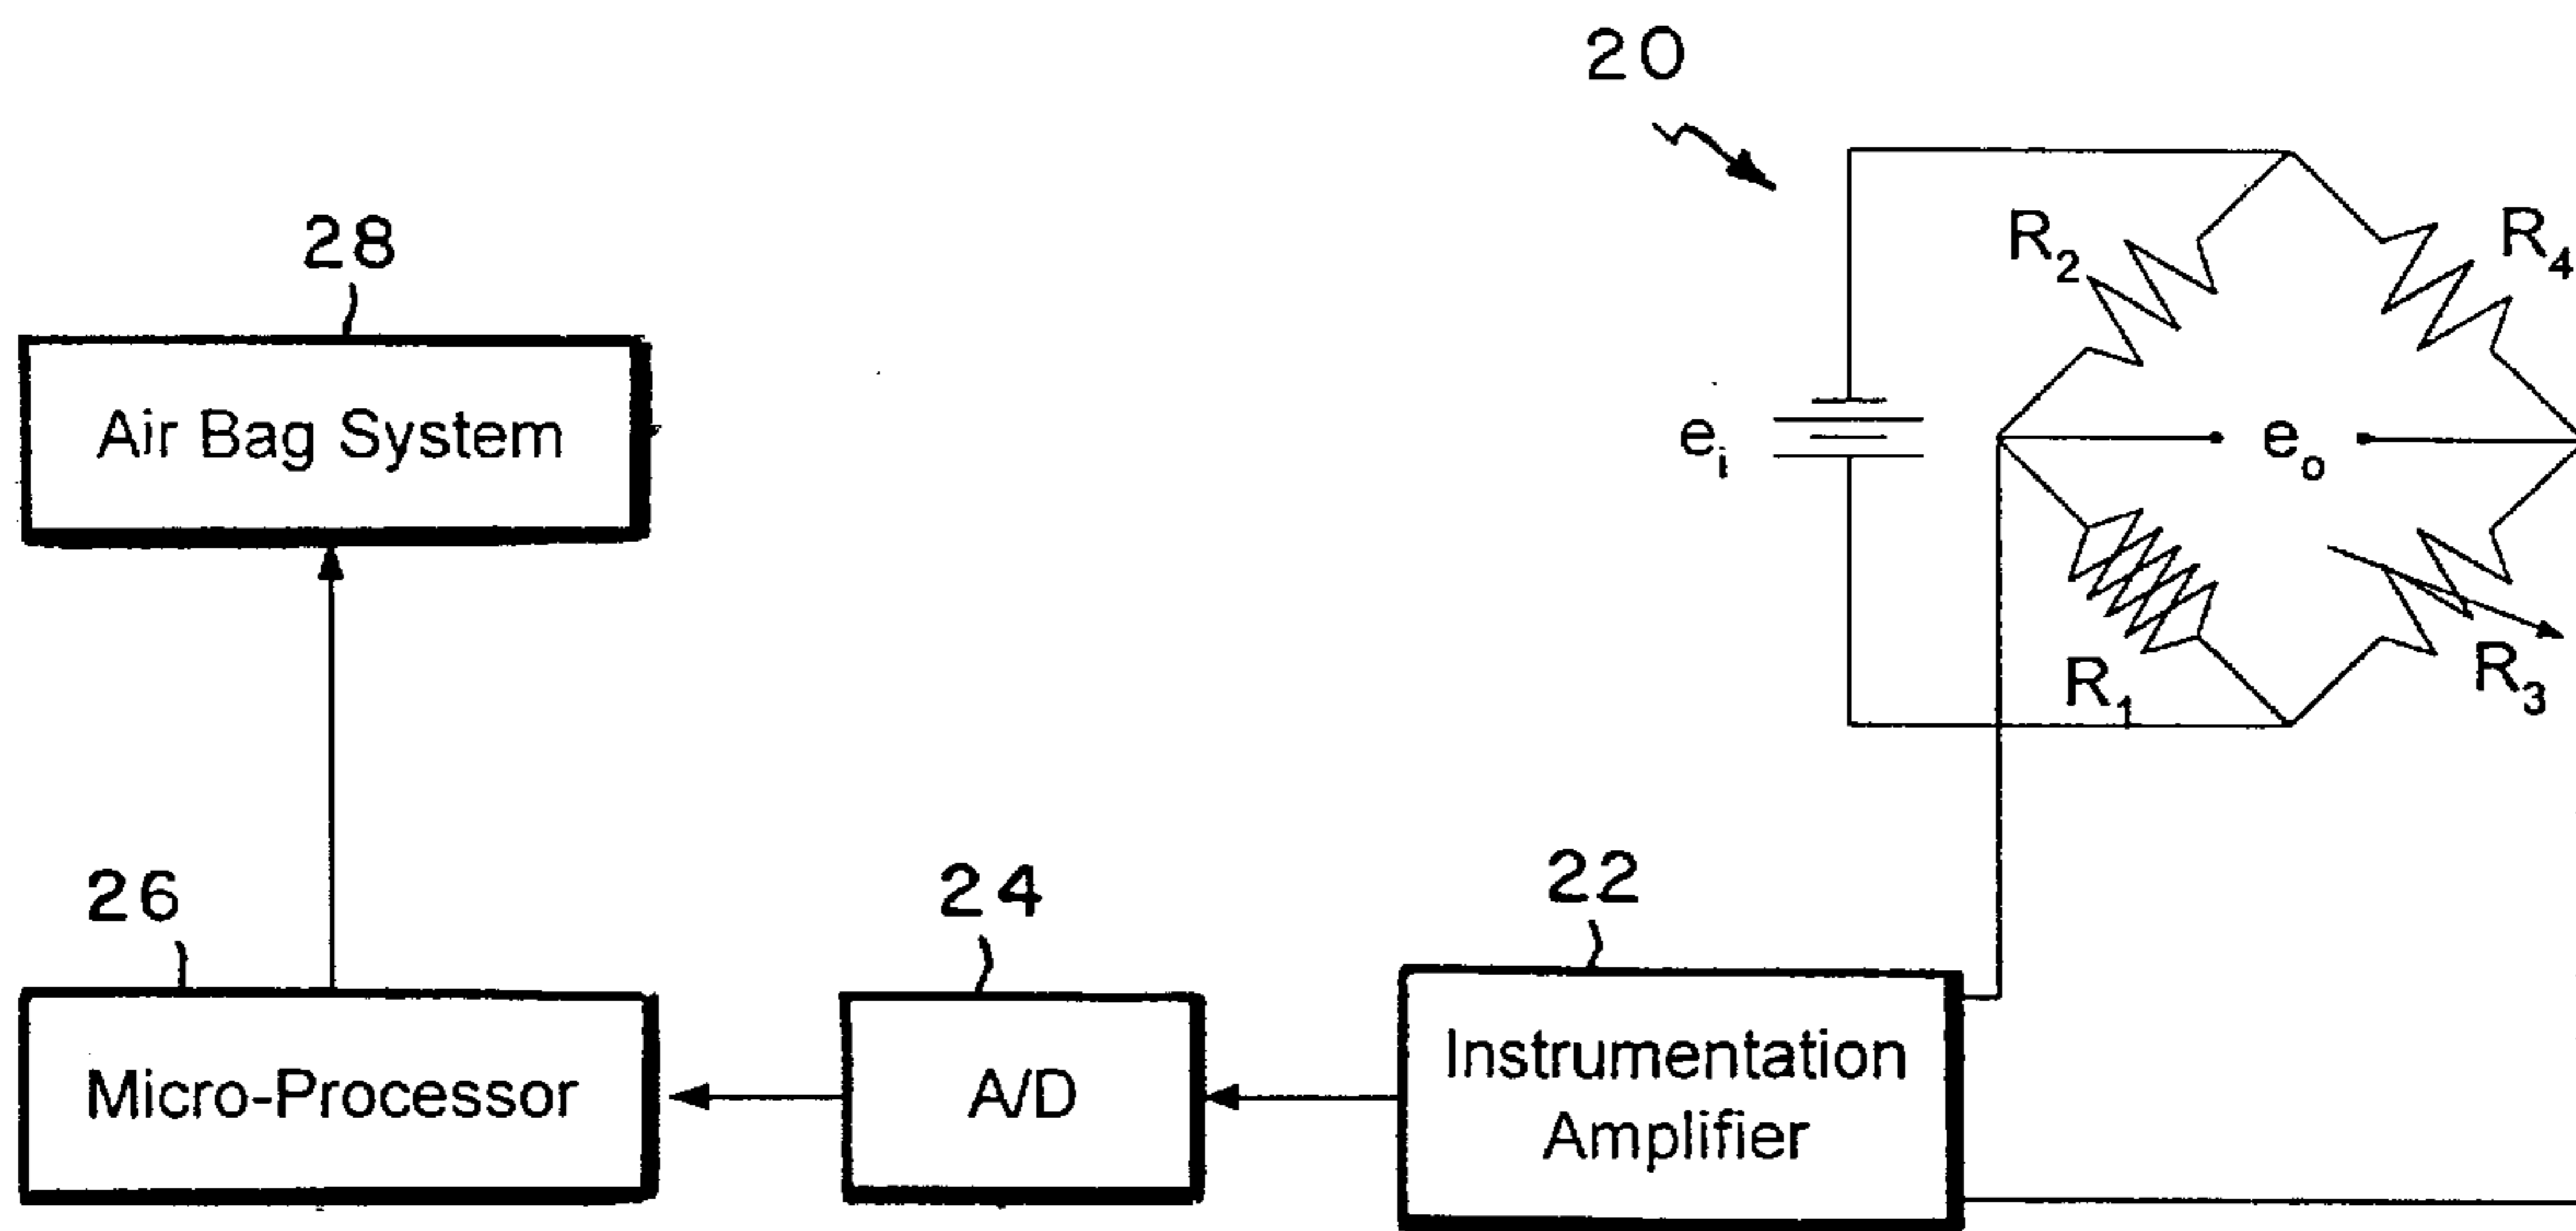 20
28
R₂
R₄
Air Bag System
eᵢ
eₒ
R₁
R₃
26
24
22
Micro-Processor
A/D
Instrumentation
Amplifier